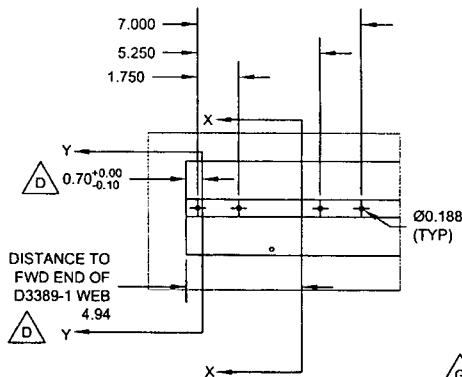 7.000
5.250
1.750
X
Y
D
0.70 +0.00 -0.10
Ø0.188
(TYP)
DISTANCE TO
FWD END OF
D3389-1 WEB
4.94
D
Y
X
G